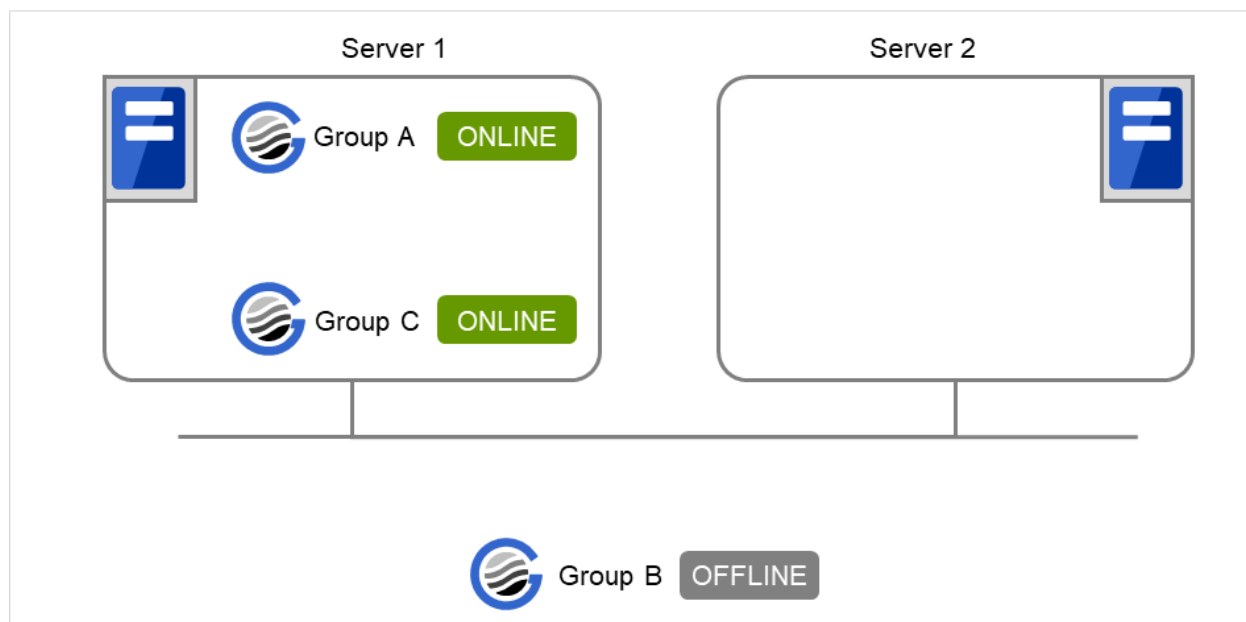 Server 1
Server 2
Group A ONLINE
Group C ONLINE
Group B OFFLINE